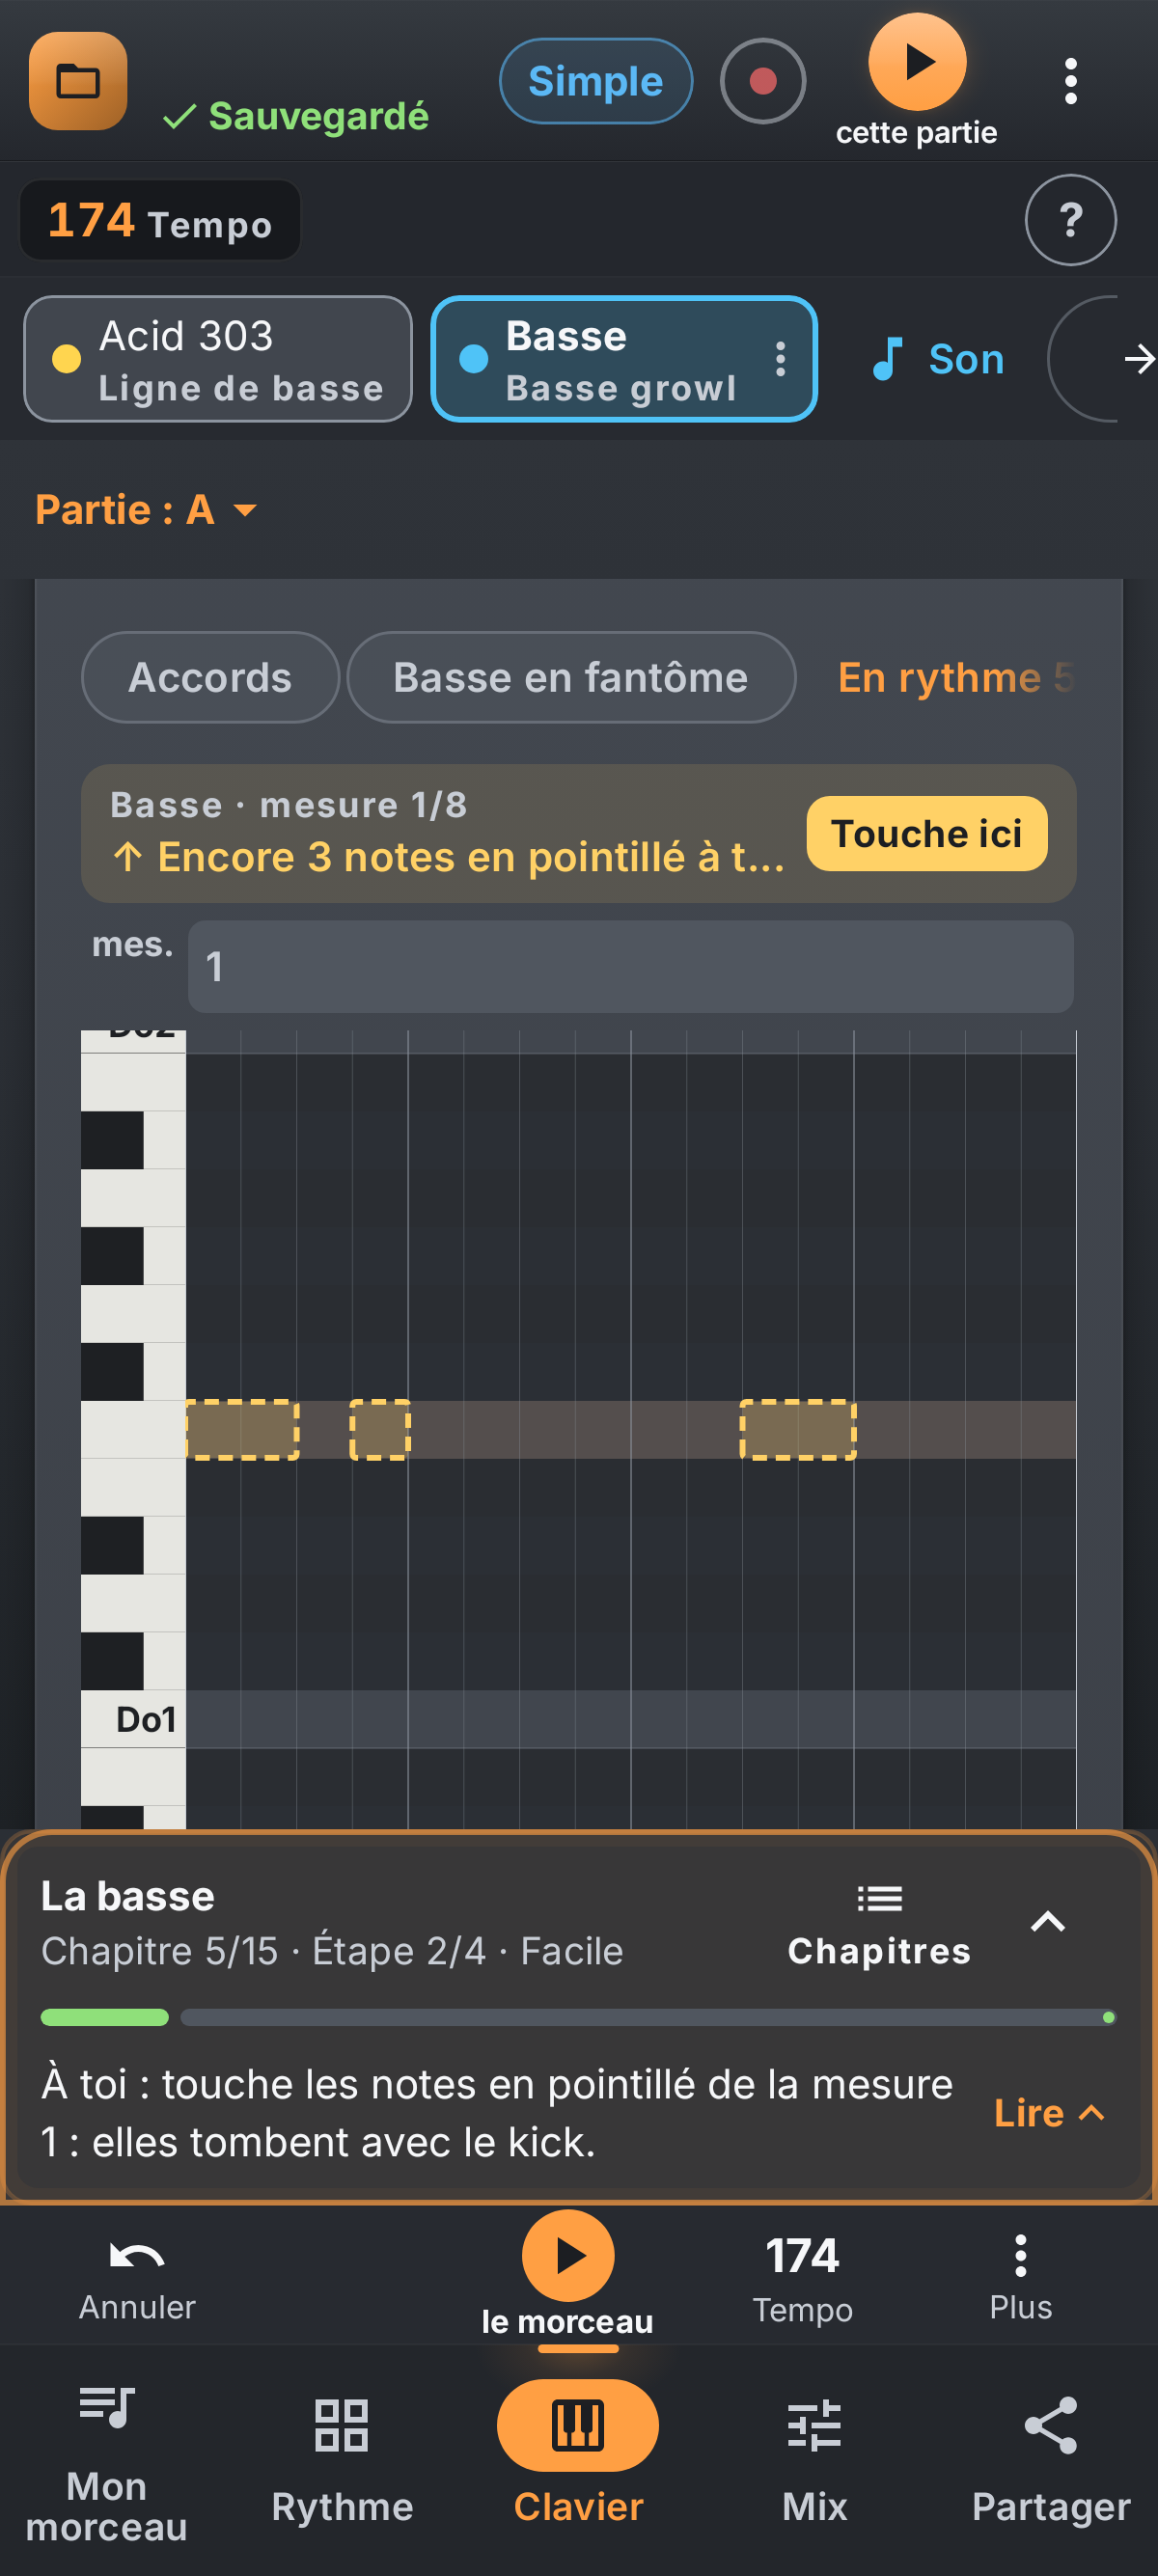 Sauvegardé
Simple
cette partie
174 Tempo
?
Acid 303
Ligne de basse
Basse
Basse growl
Son
Partie : A
Accords
Basse en fantôme
En rythme 5
Basse · mesure 1/8
↑ Encore 3 notes en pointillé à t...
Touche ici
mes.
1
Do1
La basse
Chapitre 5/15 · Étape 2/4 · Facile
Chapitres
À toi : touche les notes en pointillé de la mesure
1 : elles tombent avec le kick.
Lire
Annuler
le morceau
174
Tempo
Plus
Mon
morceau
Rythme
Clavier
Mix
Partager